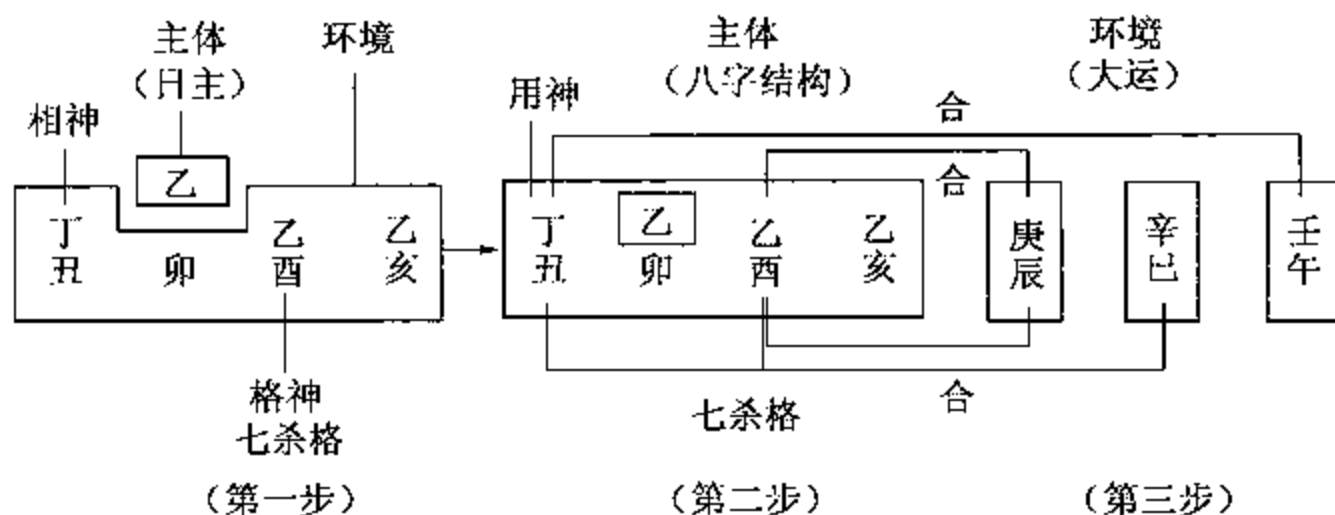 主体 环境 主体 环境
（日主） （八字结构） （大运）
相神 用神 合
乙 合
丁 乙 乙 丁 乙 乙 乙 庚 辛 壬
丑 卯 酉 亥 丑 卯 酉 亥 辰 巳 午
格神 七杀格 合
七杀格
（第一步） （第二步） （第三步）